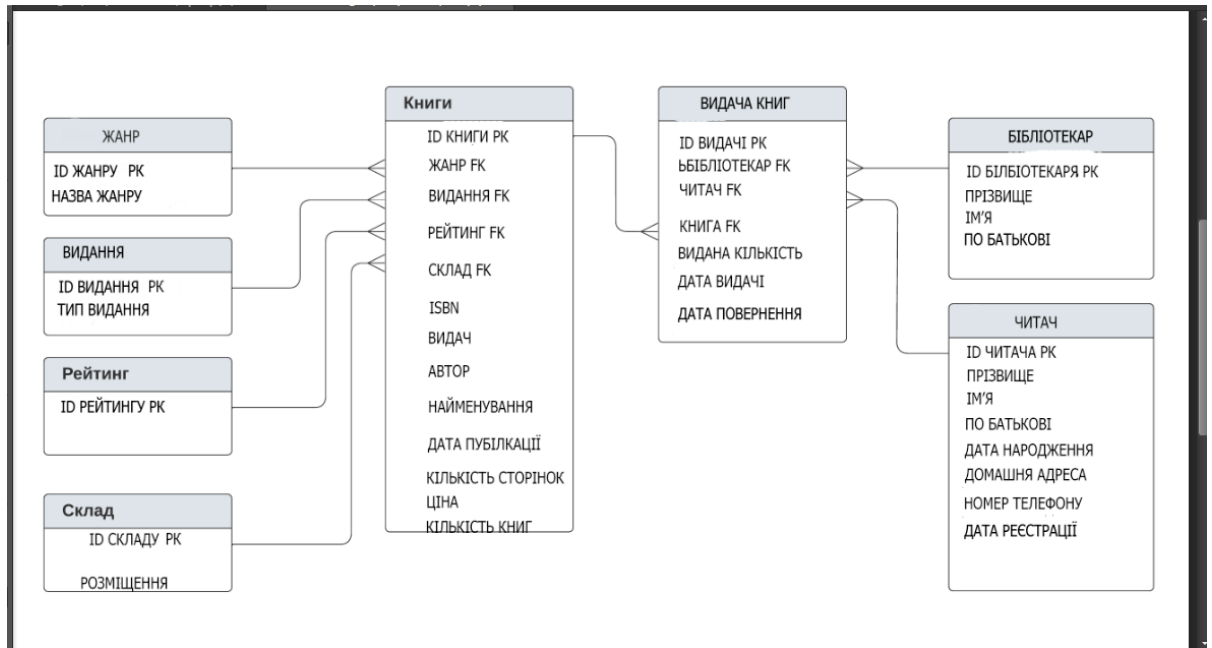 ЖАНР
ID ЖАНРУ PK
НАЗВА ЖАНРУ
ВИДАННЯ
ID ВИДАННЯ PK
ТИП ВИДАННЯ
Рейтинг
ID РЕЙТИНГУ PK
Склад
ID СКЛАДУ PK
РОЗМІЩЕННЯ
Книги
ID КНИГИ PK
ЖАНР FK
ВИДАННЯ FK
РЕЙТИНГ FK
СКЛАД FK
ISBN
ВИДАЧ
АВТОР
НАЙМЕНУВАННЯ
ДАТА ПУБІЛКАЦІЇ
КІЛЬКІСТЬ СТОРІНОК
ЦІНА
КІЛЬКІСТЬ КНИГ
ВИДАЧА КНИГ
ID ВИДАЧІ PK
ЬБІБЛІОТЕКАР FK
ЧИТАЧ FK
КНИГА FK
ВИДАНА КІЛЬКІСТЬ
ДАТА ВИДАЧІ
ДАТА ПОВЕРНЕННЯ
БІБЛІОТЕКАР
ID БІЛБІОТЕКАРЯ PK
ПРІЗВИЩЕ
ІМ'Я
ПО БАТЬКОВІ
ЧИТАЧ
ID ЧИТАЧА PK
ПРІЗВИЩЕ
ІМ'Я
ПО БАТЬКОВІ
ДАТА НАРОДЖЕННЯ
ДОМАШНЯ АДРЕСА
НОМЕР ТЕЛЕФОНУ
ДАТА РЕЄСТРАЦІЇ